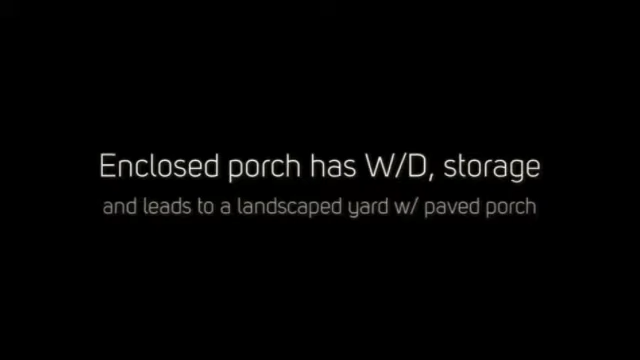 Enclosed porch has W/D, storage
and leads to a landscaped yard w/ paved porch